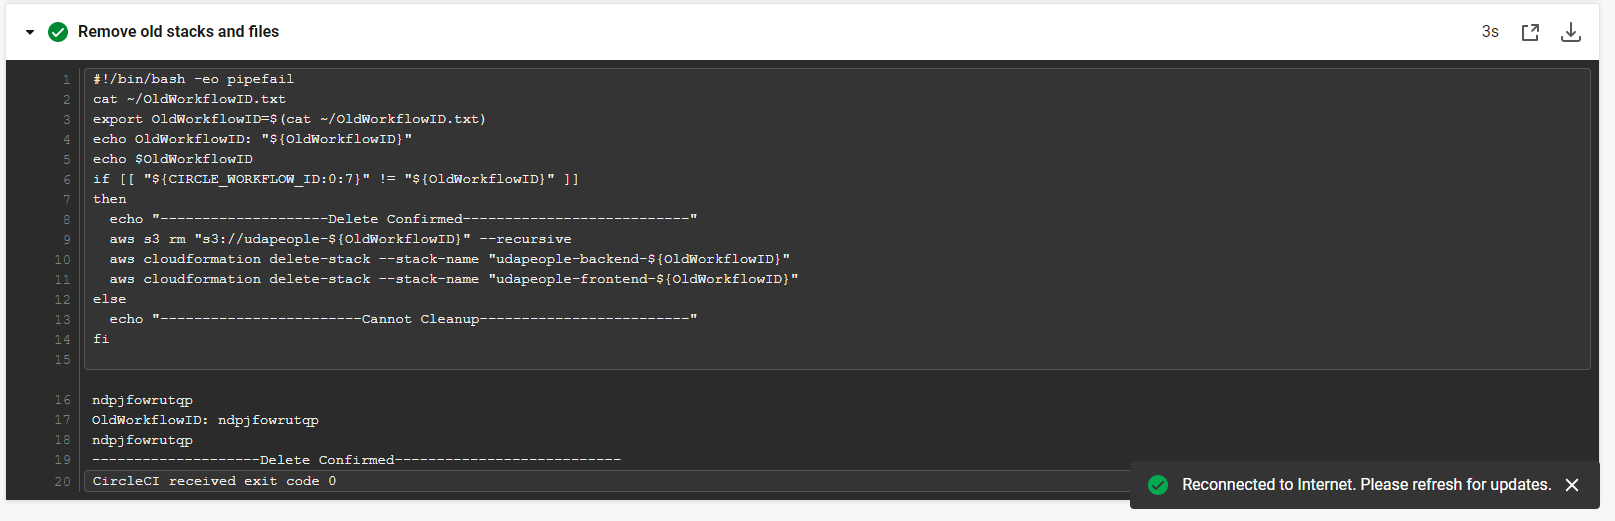 Remove old stacks and files
3s
1 #!/bin/bash -eo pipefail
2 cat ~/OldWorkflowID.txt
3 export OldWorkflowID=$(cat ~/OldWorkflowID.txt)
4 echo OldWorkflowID: "${OldWorkflowID}"
5 echo $OldWorkflowID
6 if [[ "${CIRCLE_WORKFLOW_ID:0:7}" != "${OldWorkflowID}" ]]
7 then
8   echo "--------------------Delete Confirmed---------------------------"
9   aws s3 rm "s3://udapeople-${OldWorkflowID}" --recursive
10   aws cloudformation delete-stack --stack-name "udapeople-backend-${OldWorkflowID}"
11   aws cloudformation delete-stack --stack-name "udapeople-frontend-${OldWorkflowID}"
12 else
13   echo "------------------------Cannot Cleanup-------------------------"
14 fi
15
16 ndpjfowrutqp
17 OldWorkflowID: ndpjfowrutqp
18 ndpjfowrutqp
19 --------------------Delete Confirmed---------------------------
20 CircleCI received exit code 0
Reconnected to Internet. Please refresh for updates.